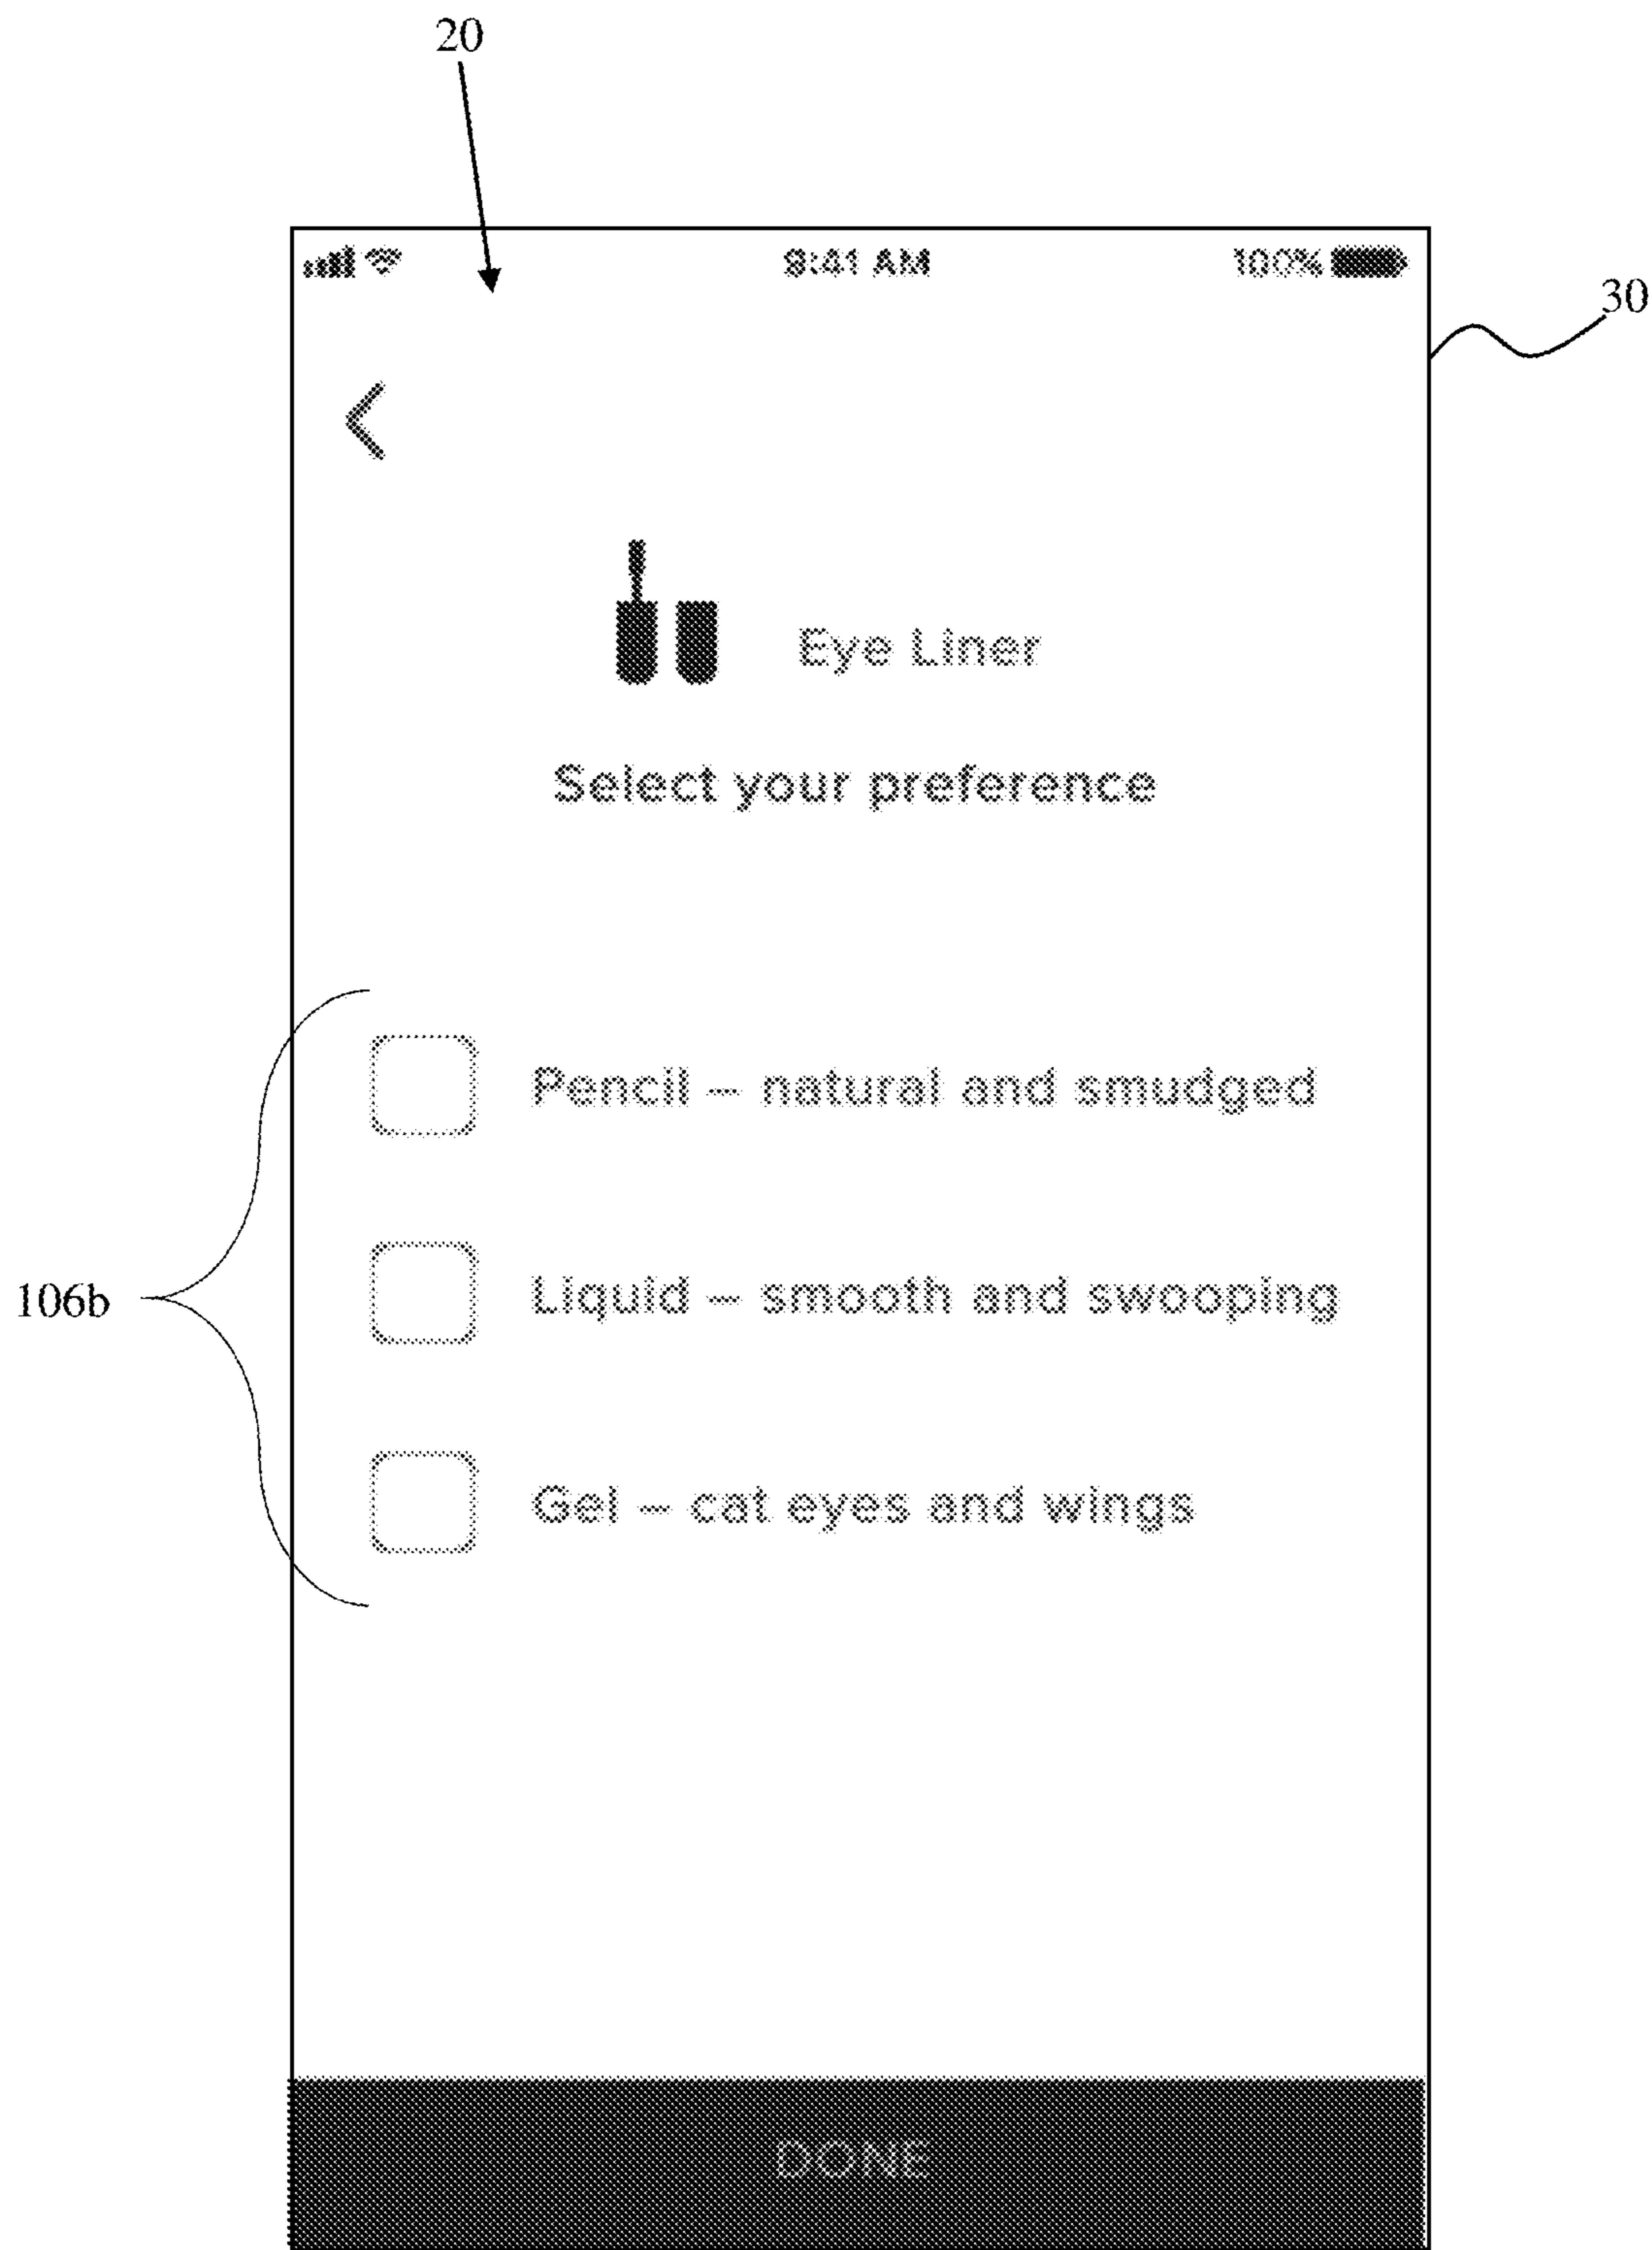 20
9:41 AM 100%
30
Eye Liner
Select your preference
Pencil – natural and smudged
106b
Liquid – smooth and swooping
Gel – cat eyes and wings
DONE